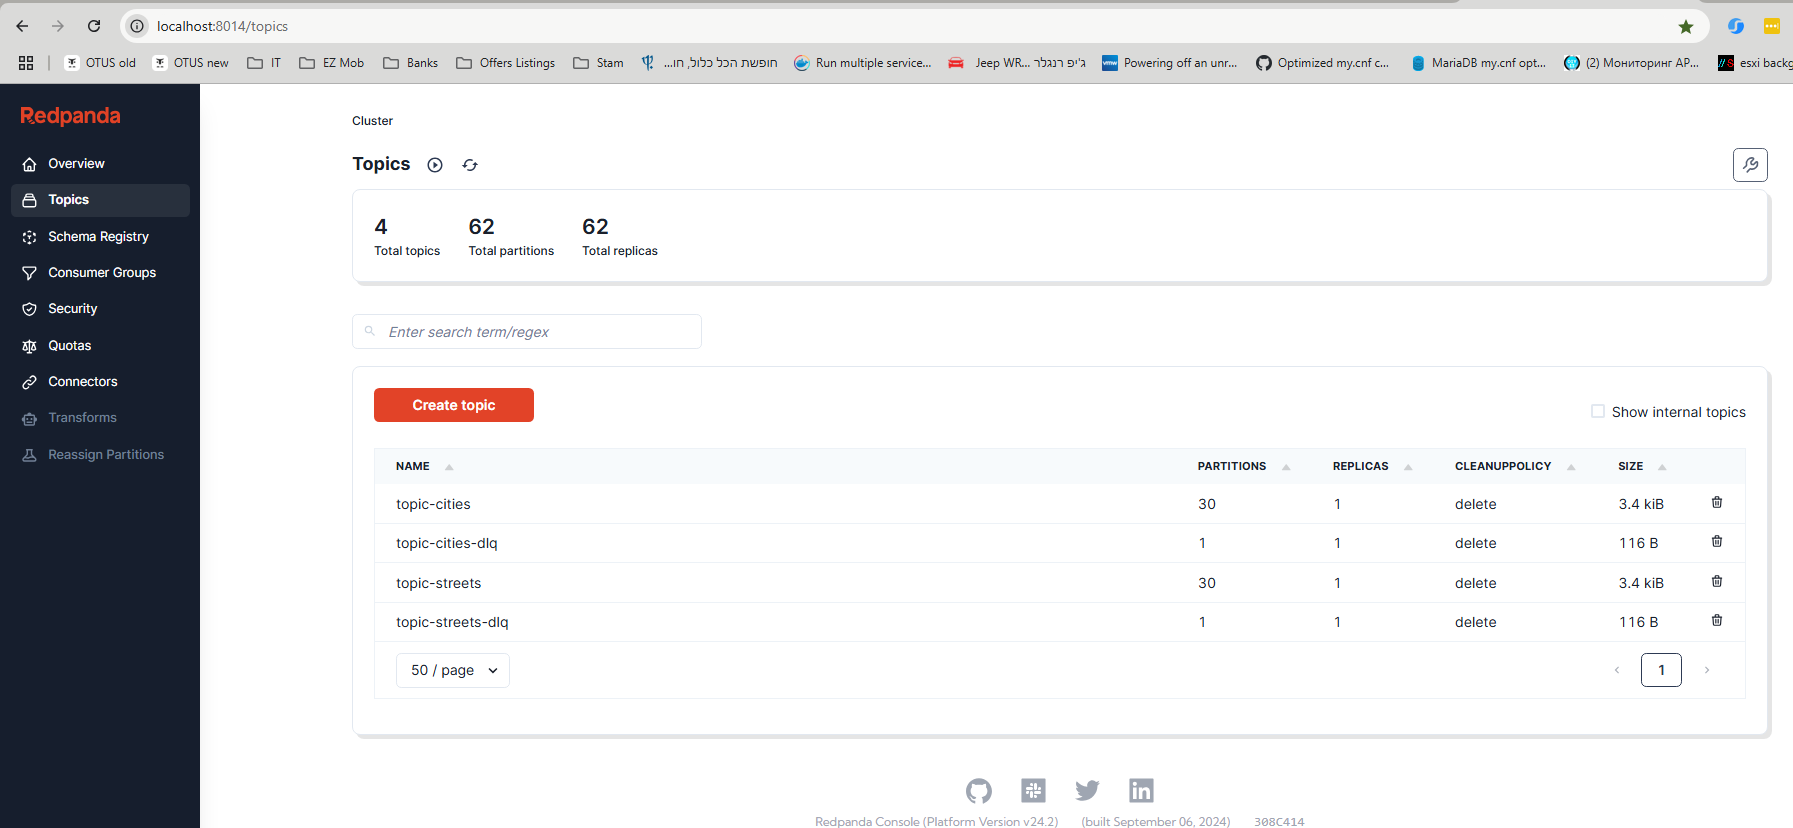 localhost:8014/topics
OTUS old OTUS new IT EZ Mob Banks Offers Listings Stam חופשת הכל כלול, חו... Run multiple service... ג'יפ רנגלר Jeep WR... Powering off an unr... Optimized my.cnf c... MariaDB my.cnf opt... (2) Мониторинг AP... esxi backg
Redpanda
Overview
Topics
Schema Registry
Consumer Groups
Security
Quotas
Connectors
Transforms
Reassign Partitions
Cluster
Topics
4 62 62
Total topics Total partitions Total replicas
Enter search term/regex
Create topic
Show internal topics
NAME PARTITIONS REPLICAS CLEANUPPOLICY SIZE
topic-cities 30 1 delete 3.4 kiB
topic-cities-dlq 1 1 delete 116 B
topic-streets 30 1 delete 3.4 kiB
topic-streets-dlq 1 1 delete 116 B
50 / page 1
Redpanda Console (Platform Version v24.2) (built September 06, 2024) 308C414